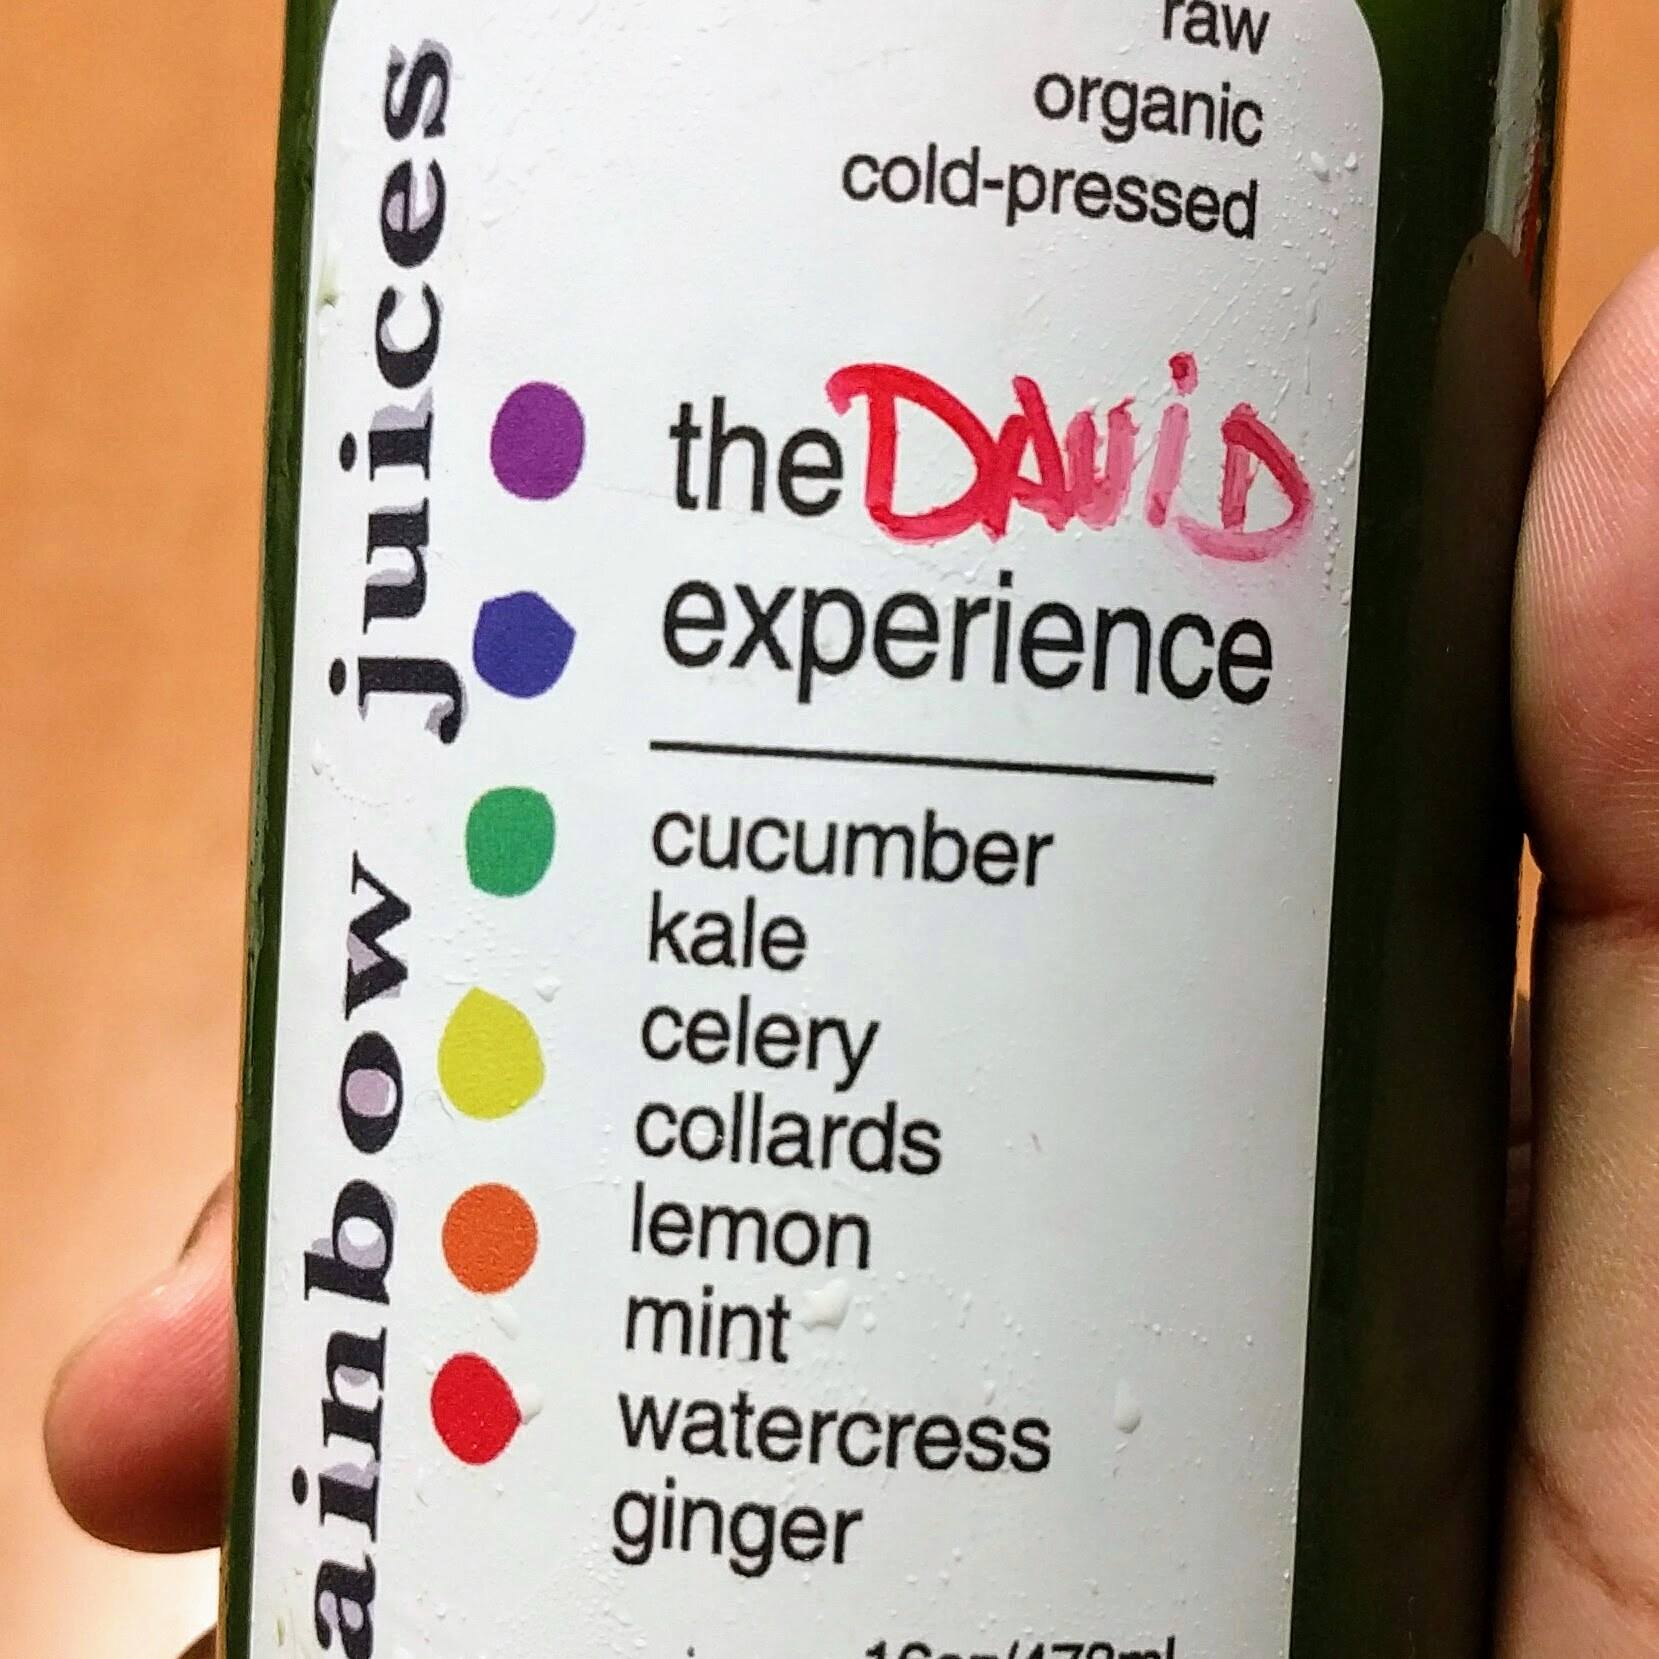 raw
organic
cold-pressed
ainbow juices
the DAViD
experience
cucumber
kale
celery
collards
lemon
mint
watercress
ginger
16oz/473ml